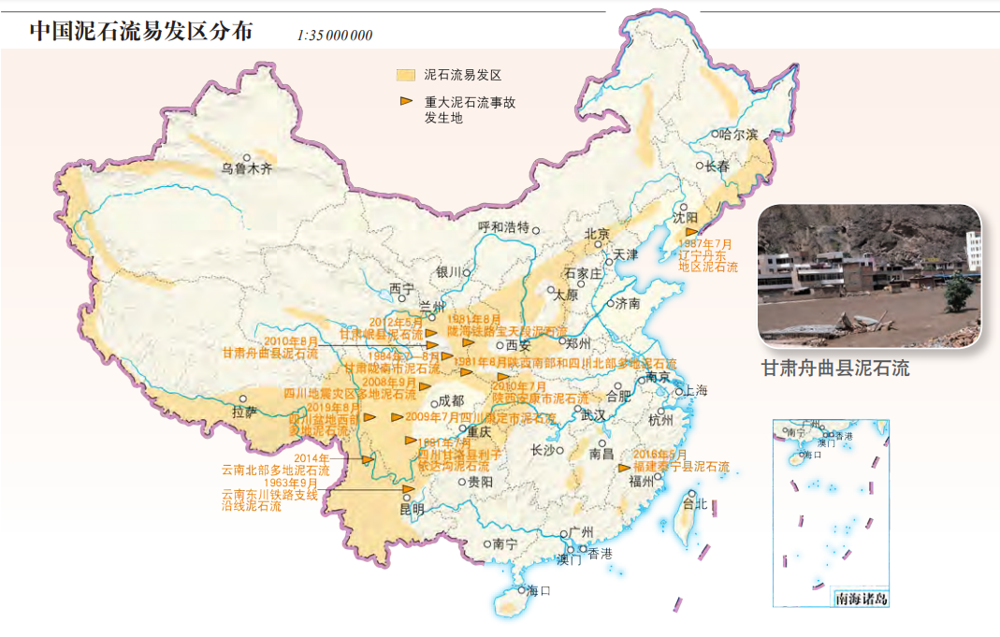 中国泥石流易发区分布
1:35 000 000
泥石流易发区
重大泥石流事故
发生地
哈尔滨
长春
乌鲁木齐
沈阳
1987年7月
辽宁丹东
地区泥石流
呼和浩特
北京
天津
银川
石家庄
太原
济南
西宁
兰州
2012年5月
甘肃岷县泥石流
1981年8月
陇海铁路宝天段泥石流
2010年8月
甘肃舟曲县泥石流
西安
郑州
1984年7—8月
甘肃陇南市泥石流
1981年8月陕西南部和四川北部多地泥石流
2008年9月
四川地震灾区多地泥石流
2010年7月
陕西安康市泥石流
南京
合肥
上海
拉萨
成都
2019年8月
四川盆地西部
多地泥石流
2009年7月四川康定市泥石流
武汉
杭州
重庆
1981年7月
四川甘洛县利子
依达沟泥石流
长沙
南昌
2014年
云南北部多地泥石流
2016年5月
福建泰宁县泥石流
福州
1963年9月
云南东川铁路支线
沿线泥石流
贵阳
昆明
台北
南宁
广州
澳门
香港
海口
甘肃舟曲县泥石流
广州
南宁
香港
澳门
海口
南海诸岛